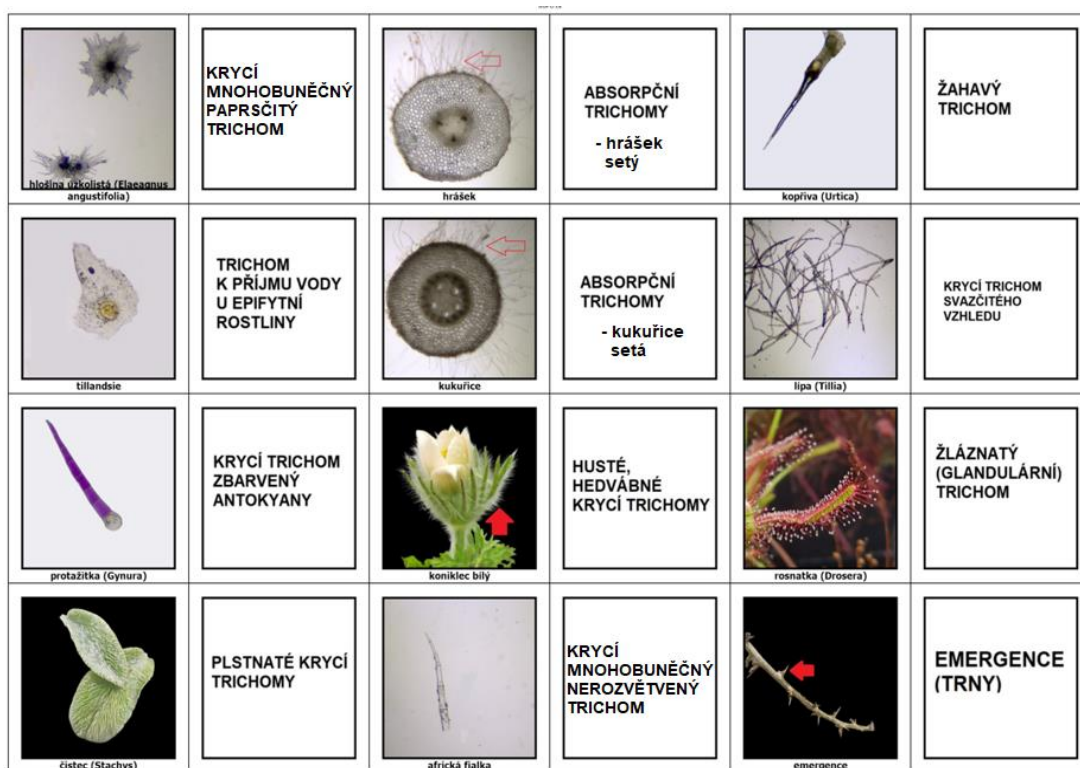 KRYCÍ
MNOHOBUNĚČNÝ
PAPRSČITÝ
TRICHOM
ABSORPČNÍ
TRICHOMY
- hrášek
setý
ŽAHAVÝ
TRICHOM
hlošina úzkolistá (Elaeagnus
angustifolia)
hrášek
kopřiva (Urtica)
TRICHOM
K PŘÍJMU VODY
U EPIFYTNÍ
ROSTLINY
ABSORPČNÍ
TRICHOMY
- kukuřice
setá
KRYCÍ TRICHOM
SVAZČITÉHO
VZHLEDU
tillandsie
kukuřice
lípa (Tillia)
KRYCÍ TRICHOM
ZBARVENÝ
ANTOKYANY
HUSTÉ,
HEDVÁBNÉ
KRYCÍ TRICHOMY
ŽLÁZNATÝ
(GLANDULÁRNÍ)
TRICHOM
protažitka (Gynura)
koniklec bílý
rosnatka (Drosera)
PLSTNATÉ KRYCÍ
TRICHOMY
KRYCÍ
MNOHOBUNĚČNÝ
NEROZVĚTVENÝ
TRICHOM
EMERGENCE
(TRNY)
čistec (Stachys)
africká fialka
emergence